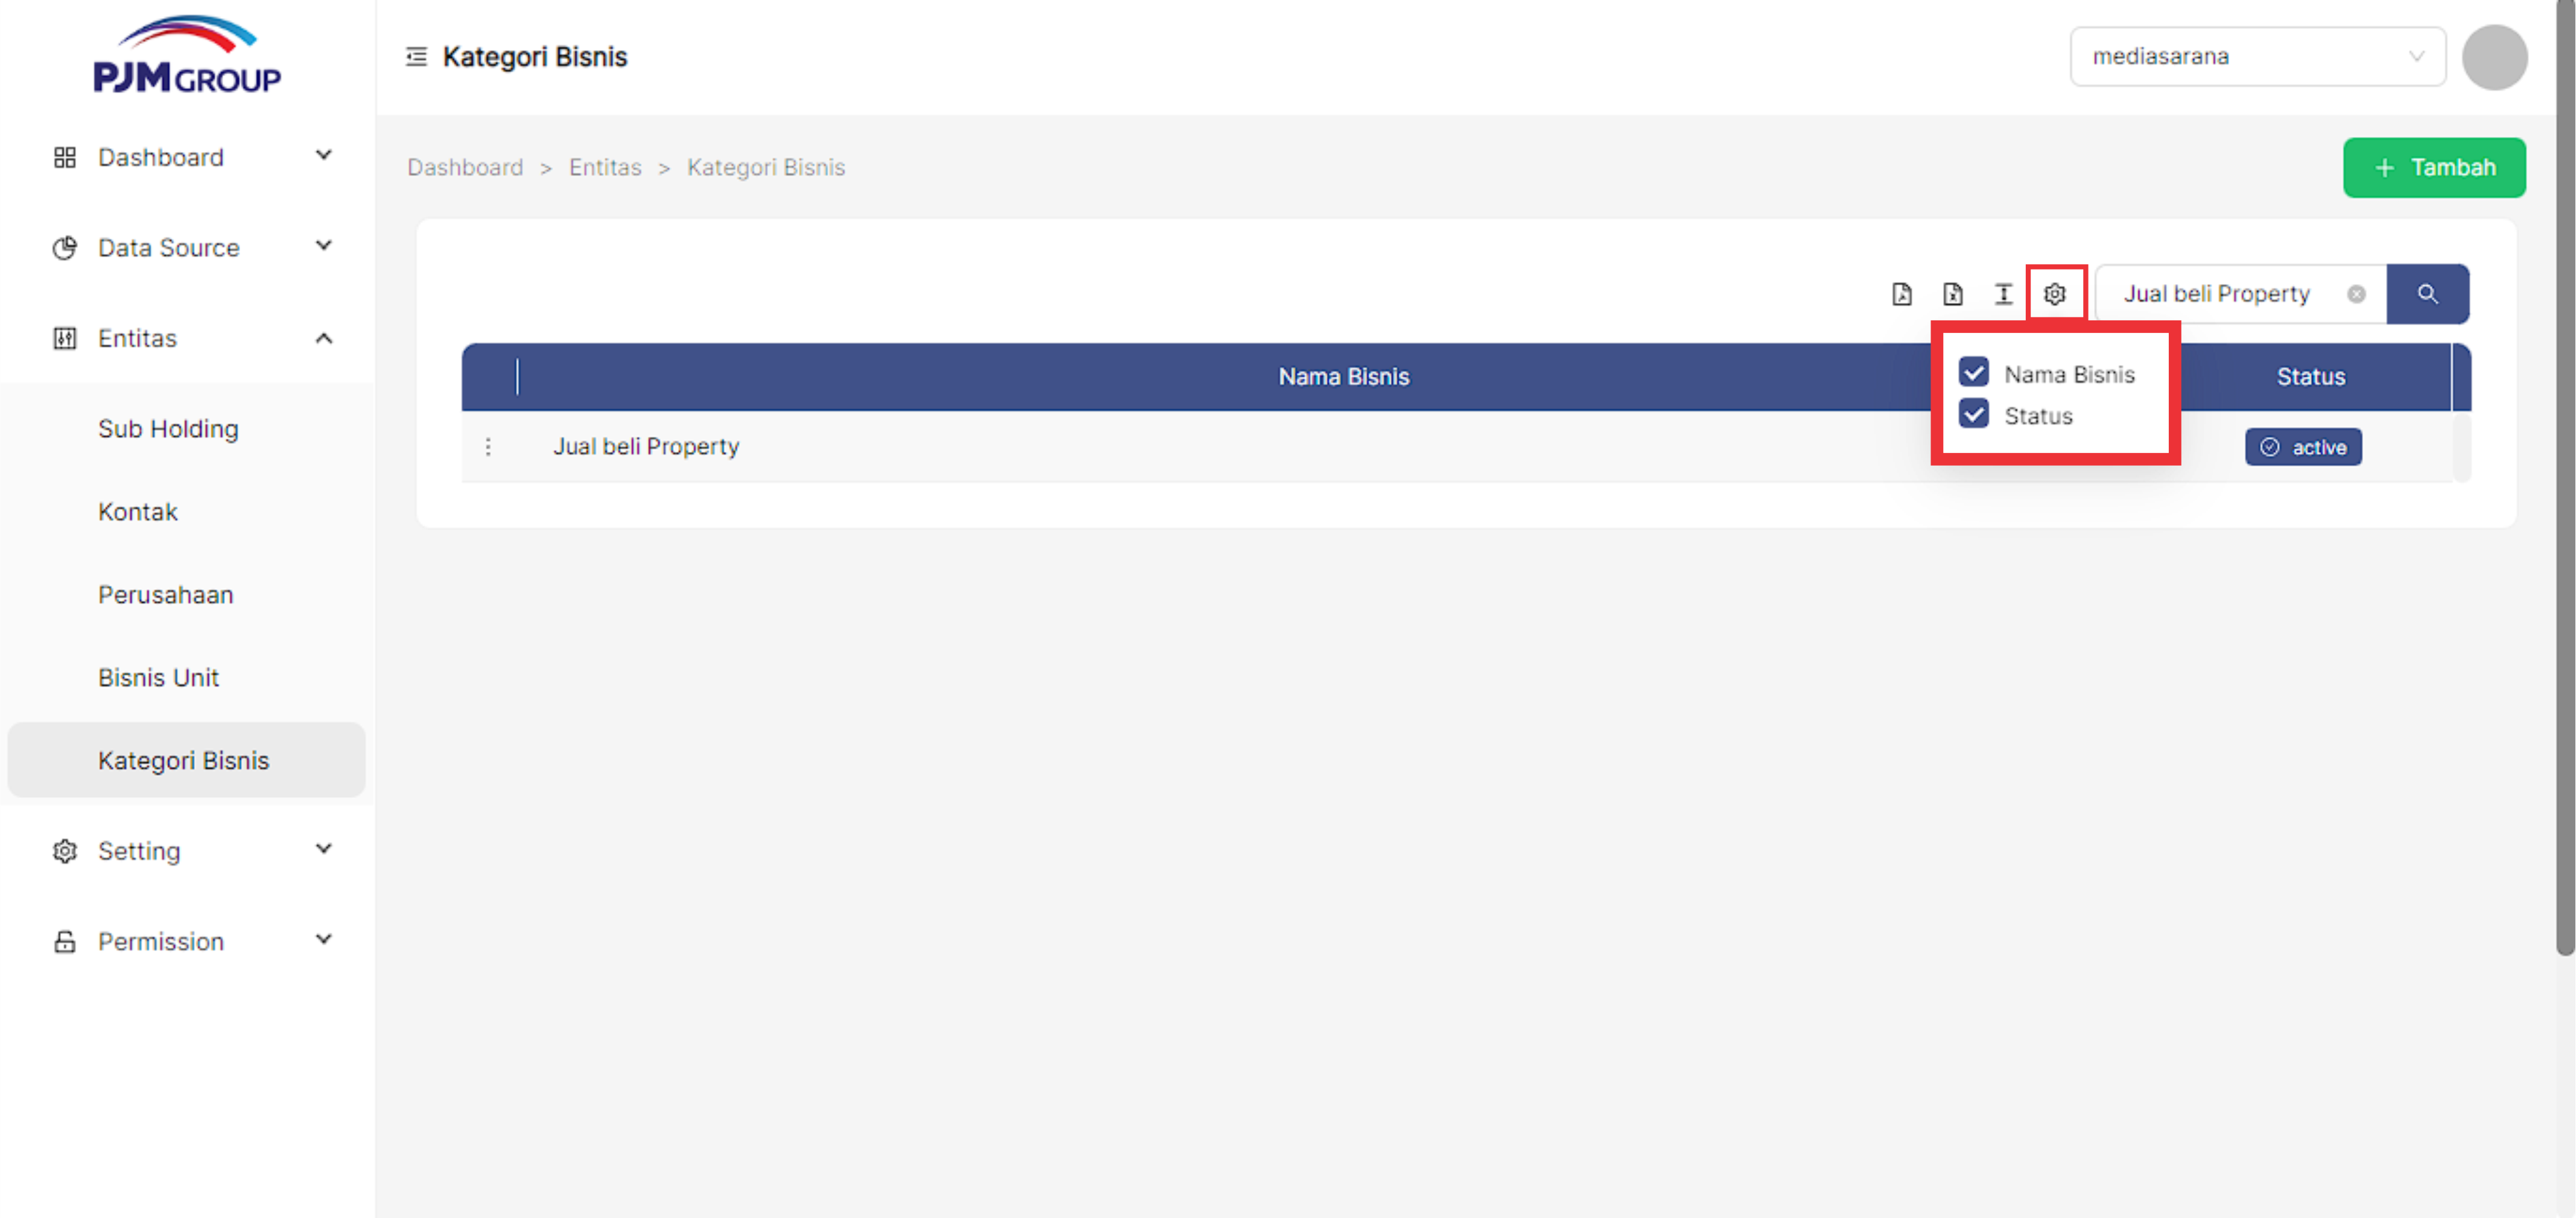 PJM GROUP
Dashboard
Data Source
Entitas
Sub Holding
Kontak
Perusahaan
Bisnis Unit
Kategori Bisnis
Setting
Permission
Kategori Bisnis
mediasarana
Dashboard > Entitas > Kategori Bisnis
+ Tambah
Jual beli Property
Nama Bisnis
Status
Nama Bisnis
Status
Jual beli Property
active